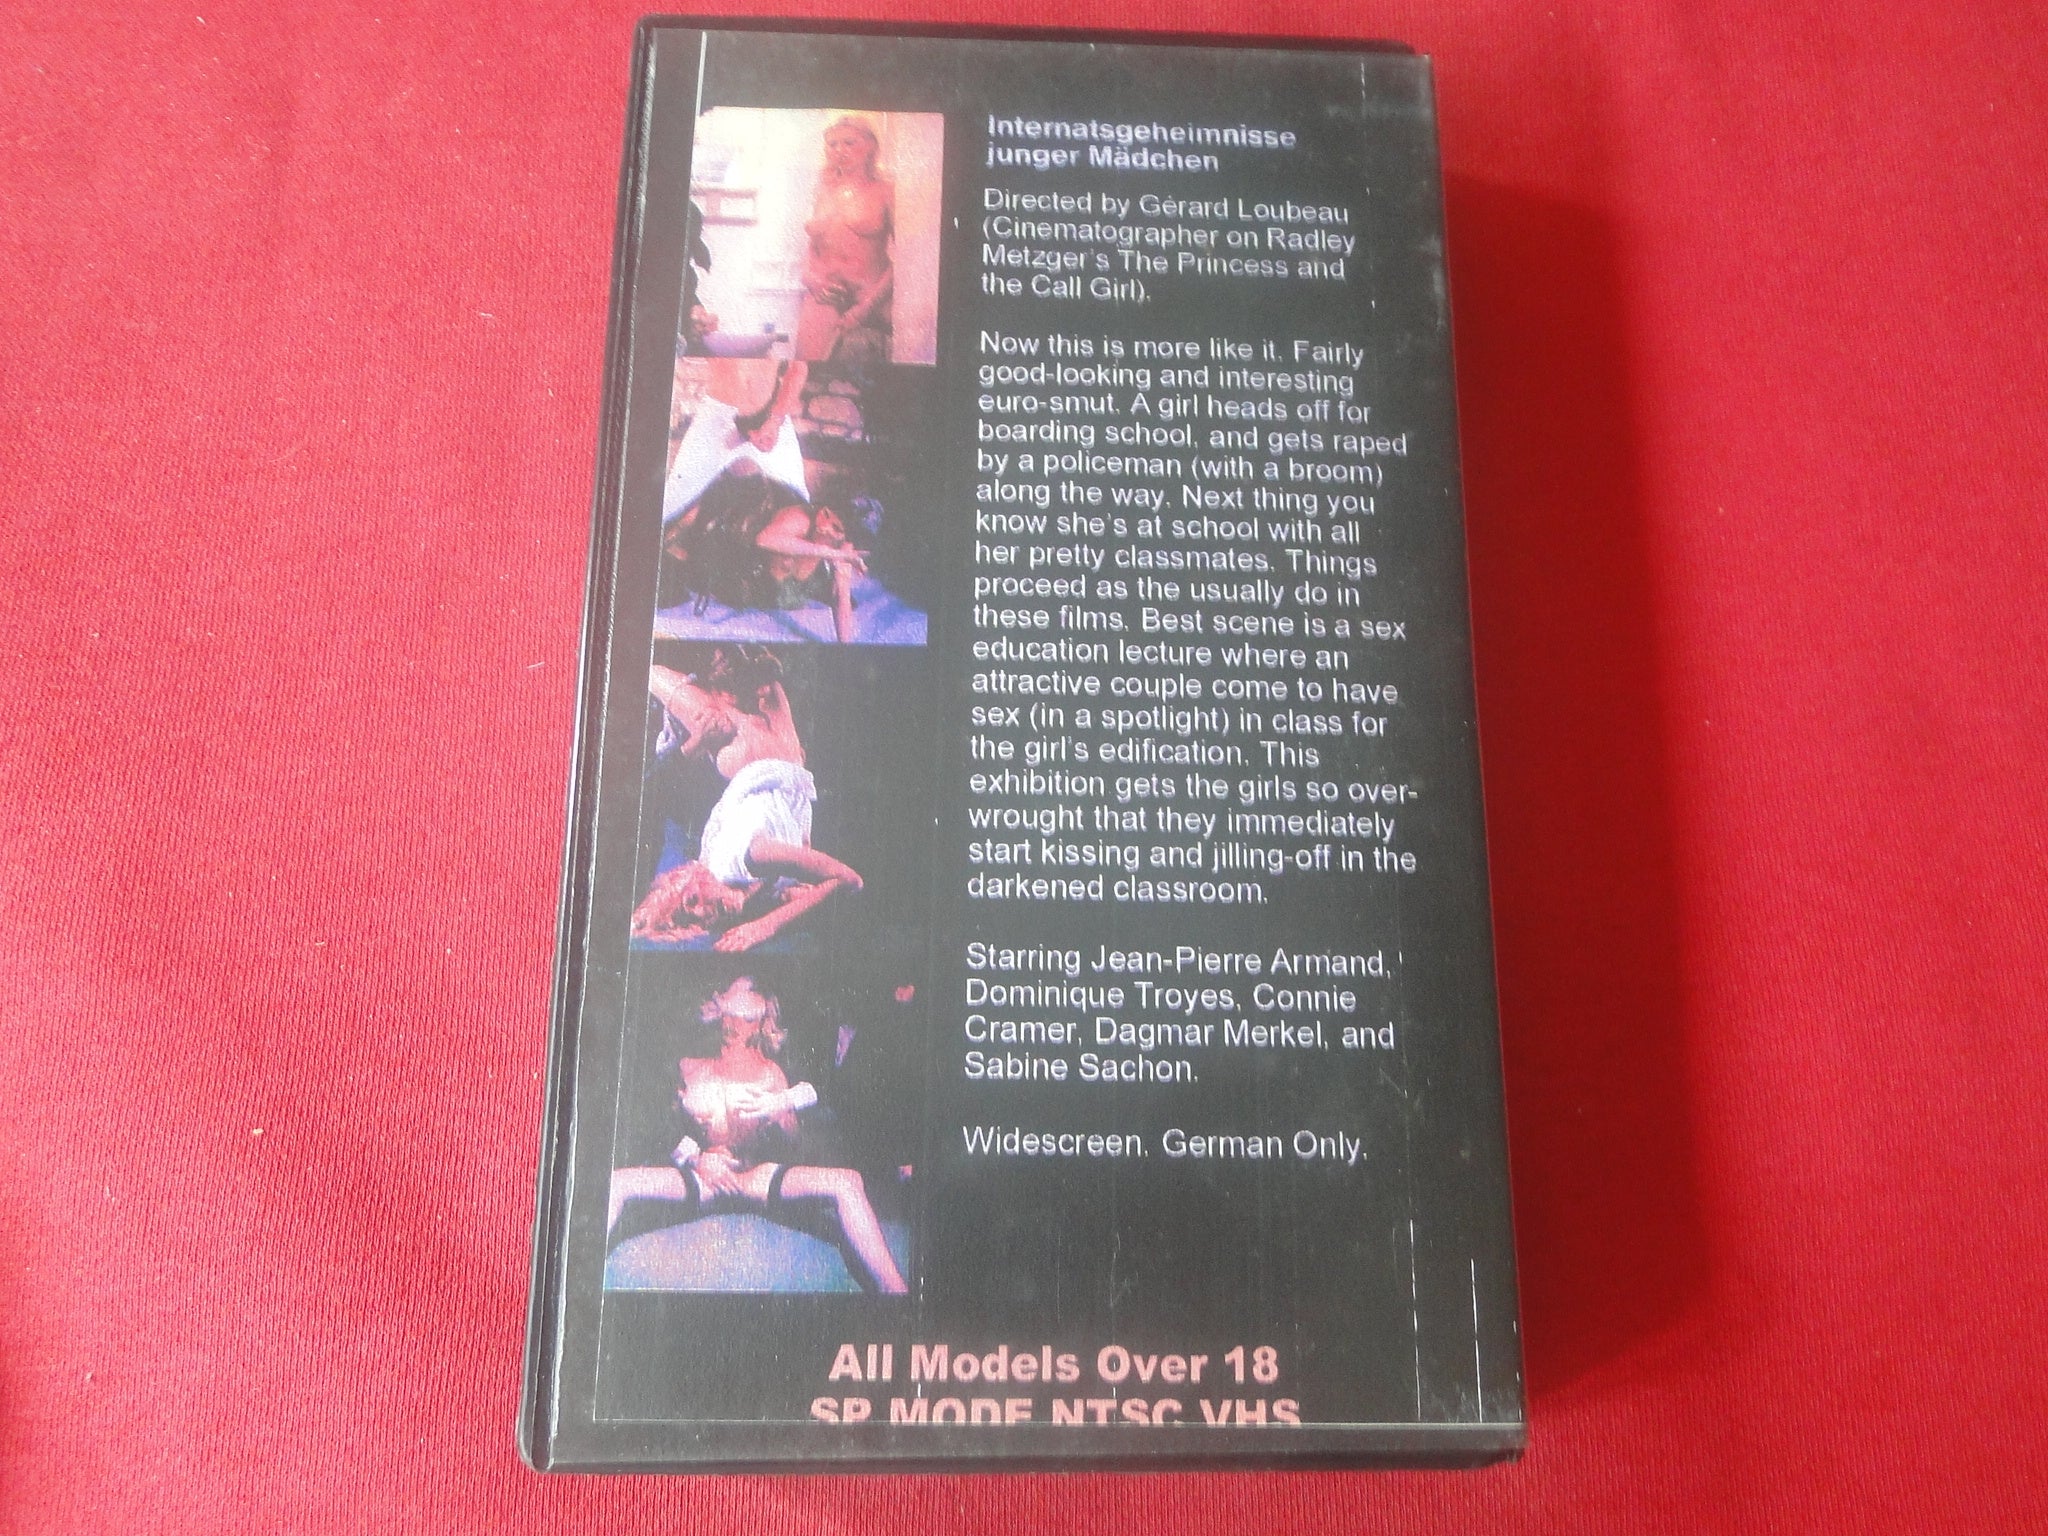 Internatsgeheimnisse
junger Mädchen
Directed by Gérard Loubeau
(Cinematographer on Radley
Metzger's The Princess and
the Call Girl).
Now this is more like it. Fairly
good-looking and interesting
euro-smut. A girl heads off for
boarding school, and gets raped
by a policeman (with a broom)
along the way. Next thing you
know she's at school with all
her pretty classmates. Things
proceed as the usually do in
these films. Best scene is a sex
education lecture where an
attractive couple come to have
sex (in a spotlight) in class for
the girl's edification. This
exhibition gets the girls so over-
wrought that they immediately
start kissing and jilling-off in the
darkened classroom.
Starring Jean-Pierre Armand,
Dominique Troyes, Connie
Cramer, Dagmar Merkel, and
Sabine Sachon.
Widescreen. German Only.
All Models Over 18
SP MODE NTSC VHS